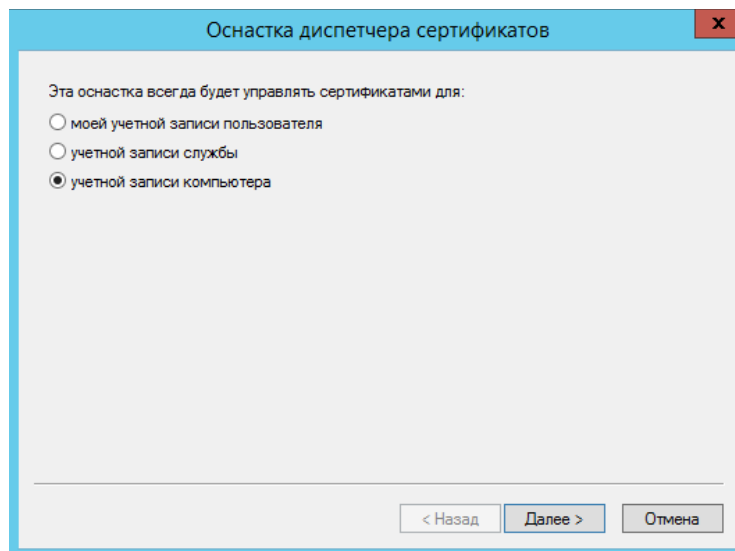 Оснастка диспетчера сертификатов
x
Эта оснастка всегда будет управлять сертификатами для:
моей учетной записи пользователя
учетной записи службы
учетной записи компьютера
< Назад Далее > Отмена